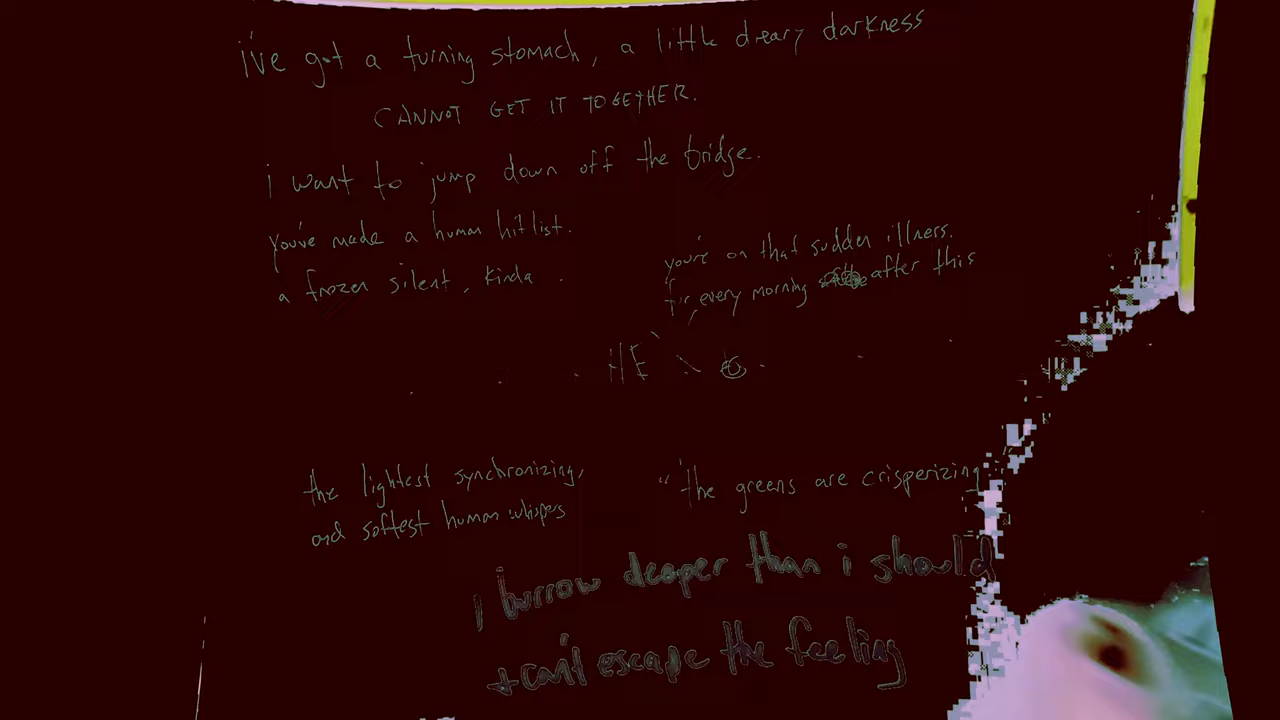 i've got a turning stomach, a little dreary darkness
CANNOT GET IT TOGETHER.
i want to jump down off the bridge.
you've made a human hit list.
a frozen silent, kinda .
you're on that sudden illness.
for every morning after this
HE
the lightest synchronizing,
and softest human whispers
"the greens are crisperizing
i burrow deeper than i should
+ can't escape the feeling